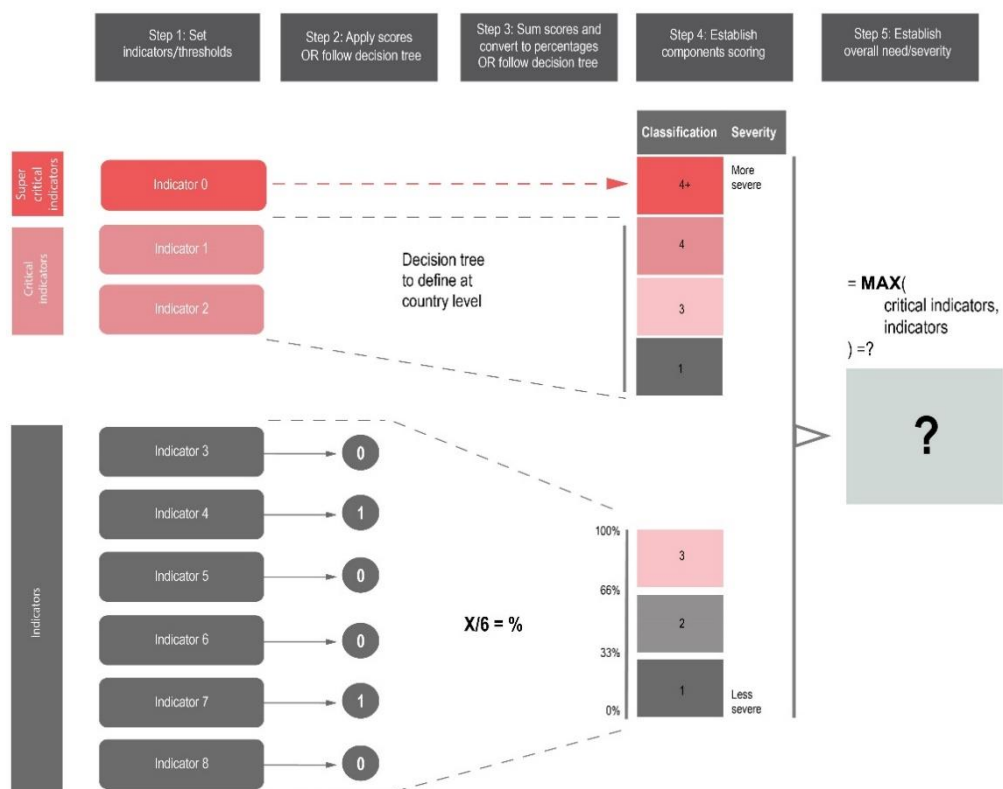 Step 1: Set
indicators/thresholds
Step 2: Apply scores
OR follow decision tree
Step 3: Sum scores and
convert to percentages
OR follow decision tree
Step 4: Establish
components scoring
Step 5: Establish
overall need/severity
Classification Severity
Super
critical
indicators
Indicator 0
4+
More
severe
Critical
indicators
Indicator 1
Indicator 2
Decision tree
to define at
country level
4
3
1
= MAX(
critical indicators,
indicators
) =?
?
Indicators
Indicator 3
0
Indicator 4
1
Indicator 5
0
Indicator 6
0
Indicator 7
1
Indicator 8
0
X/6 = %
100%
66%
33%
0%
3
2
1
Less
severe